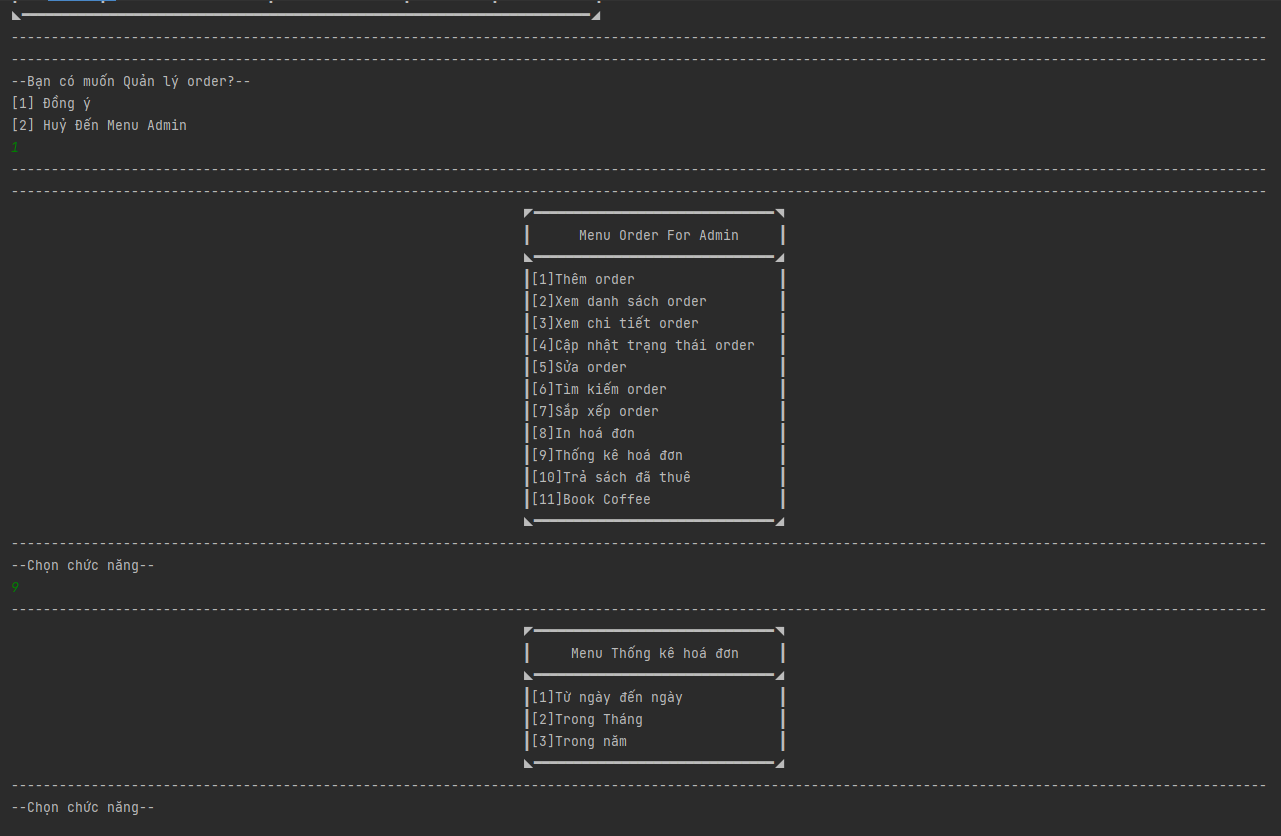 --Bạn có muốn Quản lý order?--
[1] Đồng ý
[2] Huỷ Đến Menu Admin
1
Menu Order For Admin
[1]Thêm order
[2]Xem danh sách order
[3]Xem chi tiết order
[4]Cập nhật trạng thái order
[5]Sửa order
[6]Tìm kiếm order
[7]Sắp xếp order
[8]In hoá đơn
[9]Thống kê hoá đơn
[10]Trả sách đã thuê
[11]Book Coffee
--Chọn chức năng--
9
Menu Thống kê hoá đơn
[1]Từ ngày đến ngày
[2]Trong Tháng
[3]Trong năm
--Chọn chức năng--